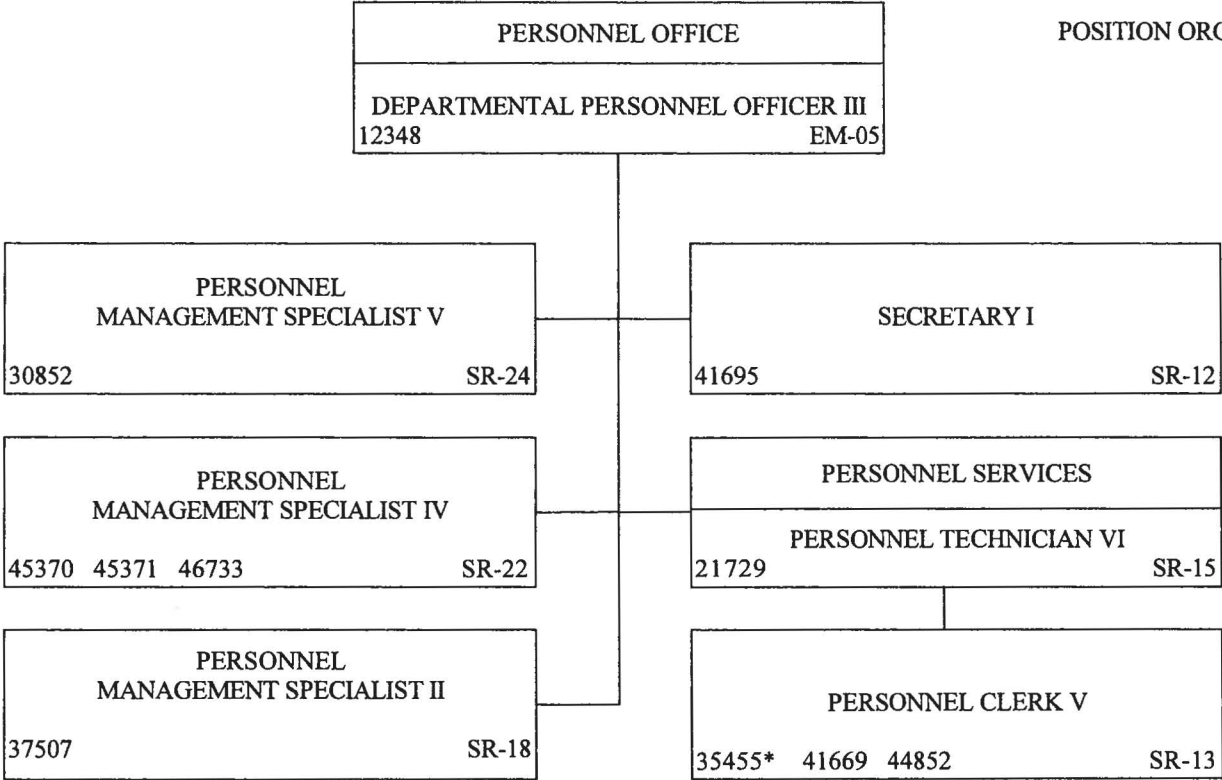 PERSONNEL OFFICE
POSITION ORG
DEPARTMENTAL PERSONNEL OFFICER III
12348 EM-05
PERSONNEL
MANAGEMENT SPECIALIST V
30852 SR-24
SECRETARY I
41695 SR-12
PERSONNEL
MANAGEMENT SPECIALIST IV
45370 45371 46733 SR-22
PERSONNEL SERVICES
PERSONNEL TECHNICIAN VI
21729 SR-15
PERSONNEL
MANAGEMENT SPECIALIST II
37507 SR-18
PERSONNEL CLERK V
35455* 41669 44852 SR-13